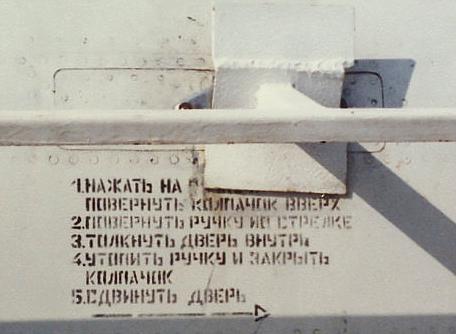 1.НАЖАТЬ НА
ПОВЕРНУТЬ КОЛПАЧОК ВВЕРХ
2.ПОВЕРНУТЬ РУЧКУ ПО СТРЕЛКЕ
3.ТОЛКНУТЬ ДВЕРЬ ВНУТРЬ
4.УТОПИТЬ РУЧКУ И ЗАКРЫТЬ
КОЛПАЧОК
5.СДВИНУТЬ ДВЕРЬ